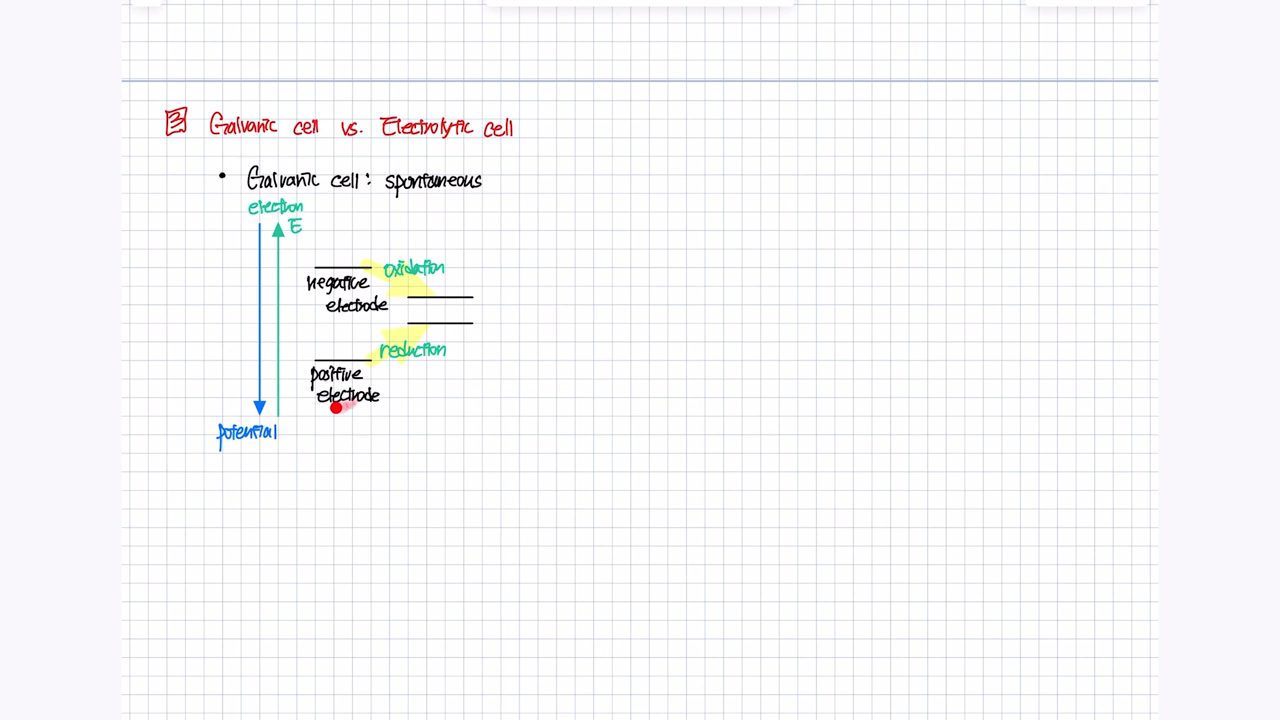 3 Galvanic cell vs. Electrolytic cell
• Galvanic cell : spontaneous
electron
E
oxidation
negative
electrode
reduction
positive
electrode
potential